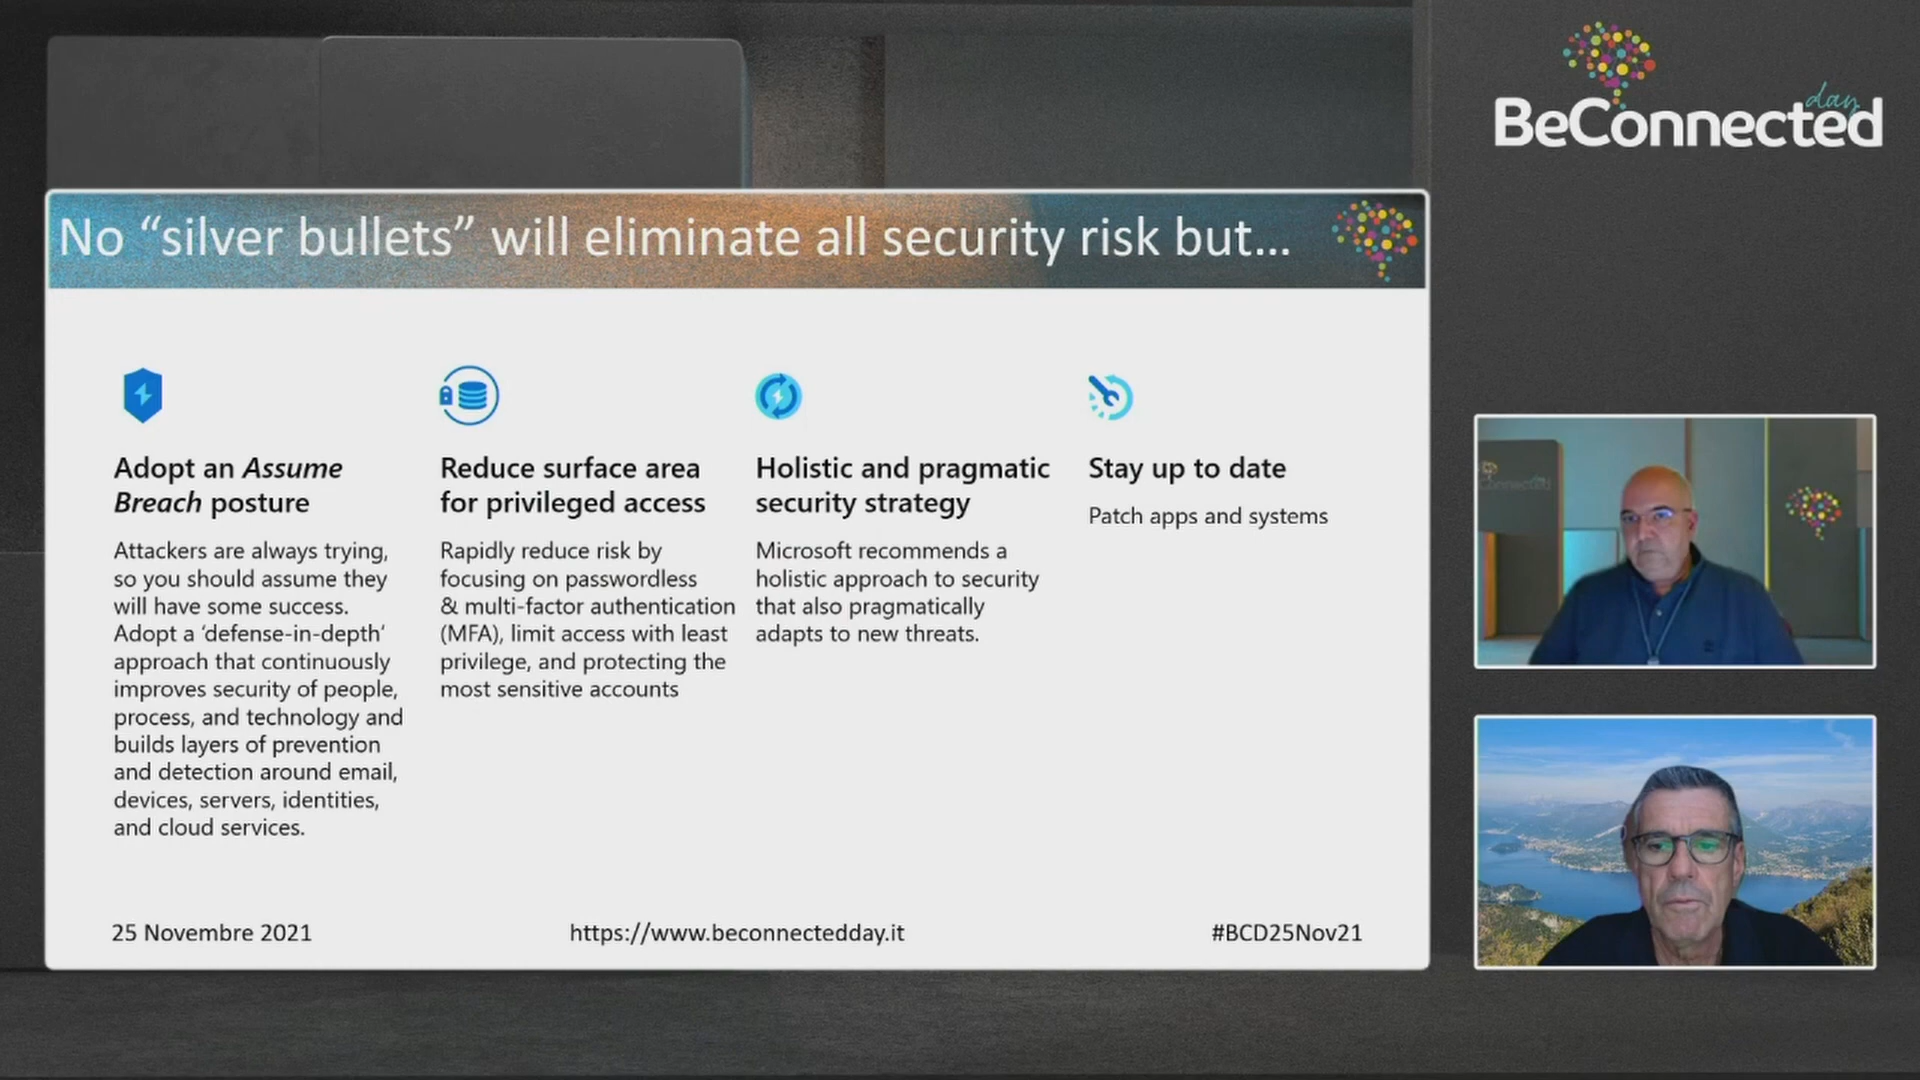 day
BeConnected
No “silver bullets” will eliminate all security risk but...
Adopt an Assume
Breach posture
Attackers are always trying,
so you should assume they
will have some success.
Adopt a ‘defense-in-depth’
approach that continuously
improves security of people,
process, and technology and
builds layers of prevention
and detection around email,
devices, servers, identities,
and cloud services.
Reduce surface area
for privileged access
Rapidly reduce risk by
focusing on passwordless
& multi-factor authentication
(MFA), limit access with least
privilege, and protecting the
most sensitive accounts
Holistic and pragmatic
security strategy
Microsoft recommends a
holistic approach to security
that also pragmatically
adapts to new threats.
Stay up to date
Patch apps and systems
25 Novembre 2021
https://www.beconnectedday.it
#BCD25Nov21